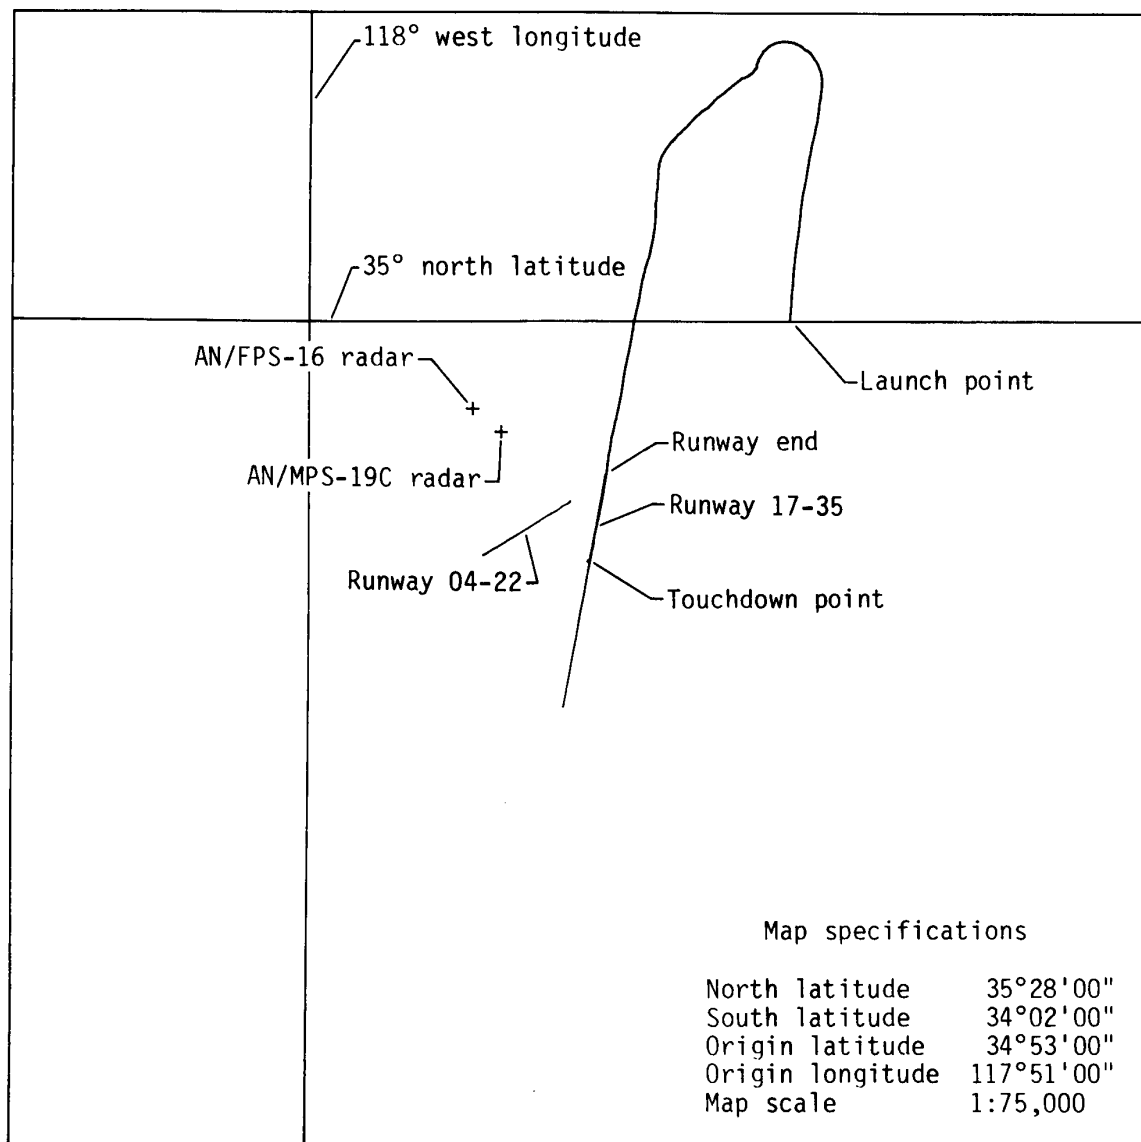 118° west longitude
35° north latitude
AN/FPS-16 radar
Launch point
Runway end
AN/MPS-19C radar
Runway 17-35
Runway 04-22
Touchdown point
Map specifications
North latitude 35°28'00"
South latitude 34°02'00"
Origin latitude 34°53'00"
Origin longitude 117°51'00"
Map scale 1:75,000